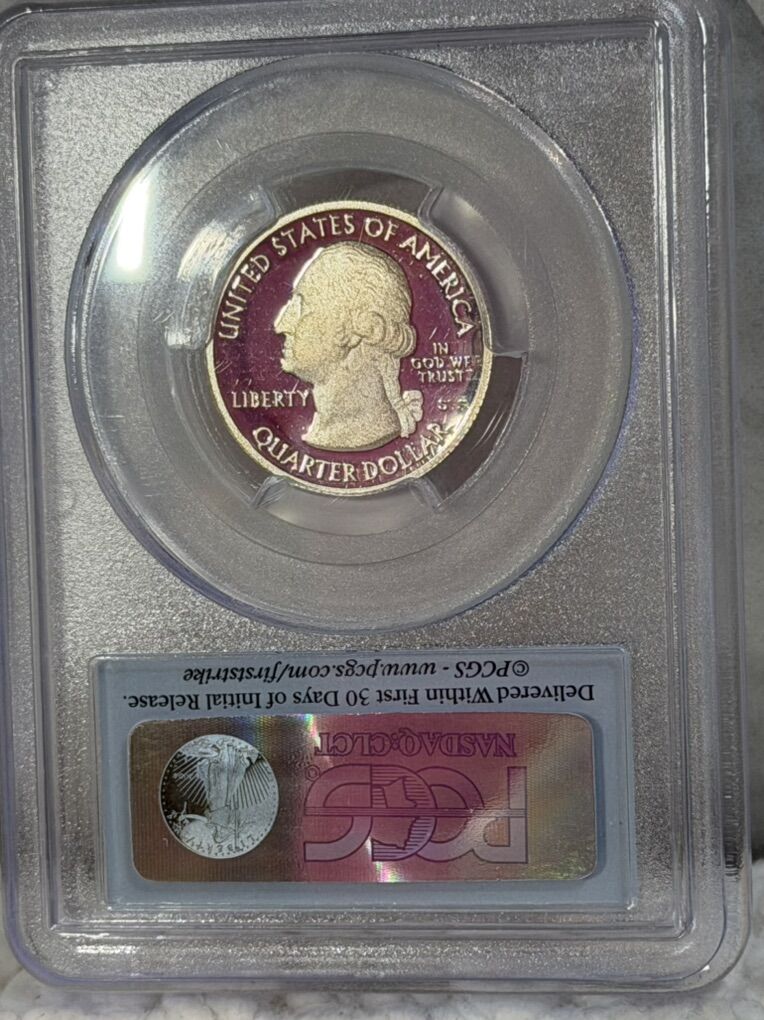 UNITED STATES OF AMERICA
IN
GOD WE
TRUST
LIBERTY
S
QUARTER DOLLAR
©PCGS - www.pcgs.com/firststrike
Delivered Within First 30 Days of Initial Release.
NASDAQ:CLCT
PCGS
LIBERTY